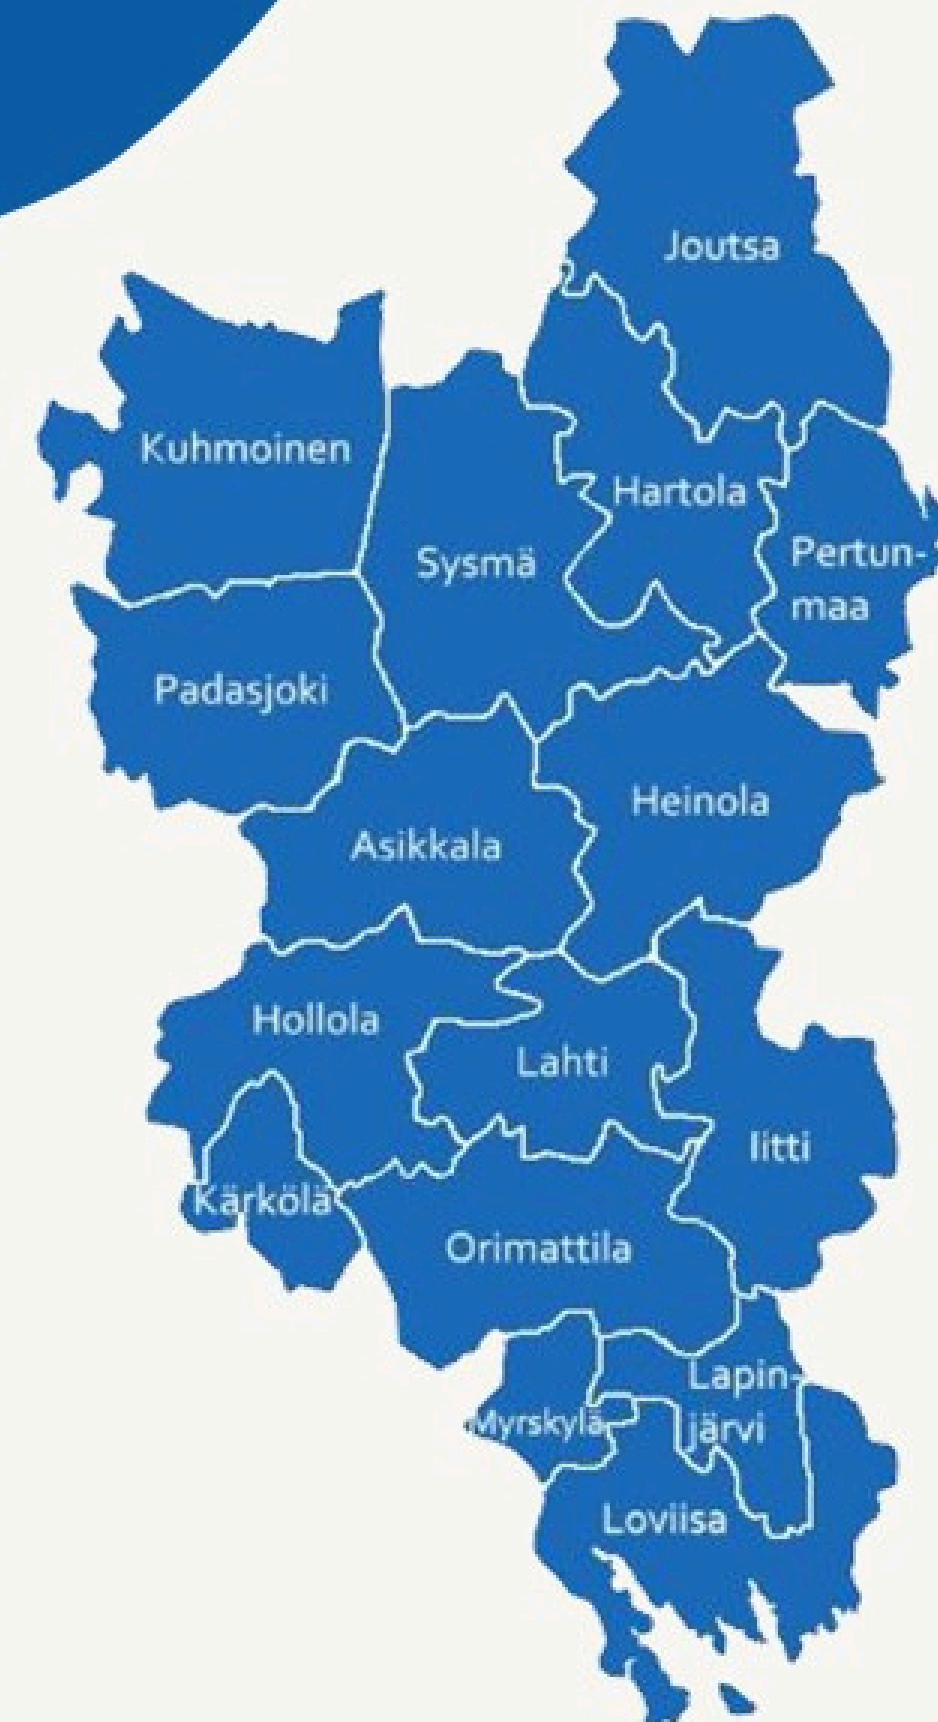 Joutsa
Kuhmoinen
Hartola
Sysmä
Pertun-
maa
Padasjoki
Heinola
Asikkala
Hollola
Lahti
Iitti
Kärkölä
Orimattila
Lapin-
järvi
Myrskylä
Loviisa